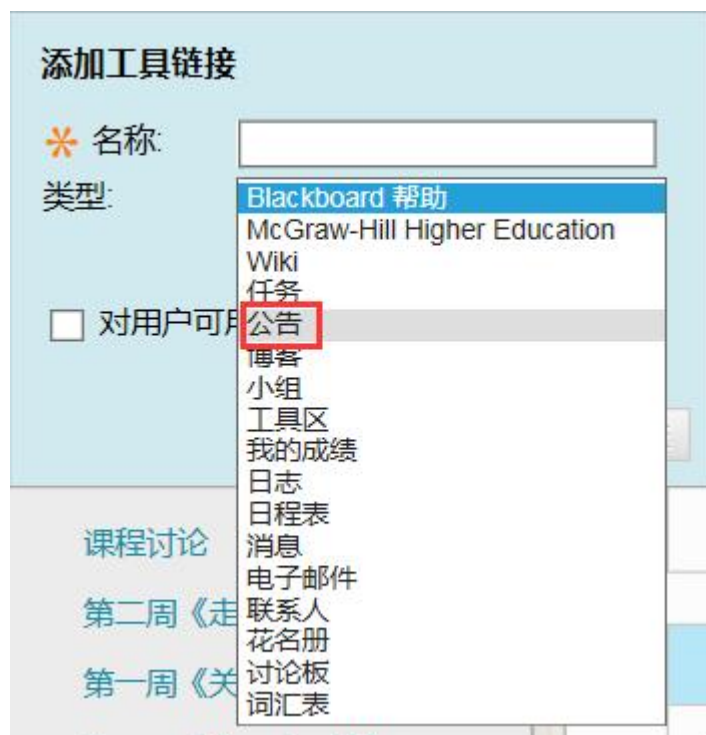 添加工具链接
名称:
类型:
Blackboard 帮助
McGraw-Hill Higher Education
Wiki
任务
对用户可
公告
博客
小组
工具区
我的成绩
日志
日程表
课程讨论
消息
电子邮件
第二周《走
联系人
花名册
第一周《关
讨论板
词汇表